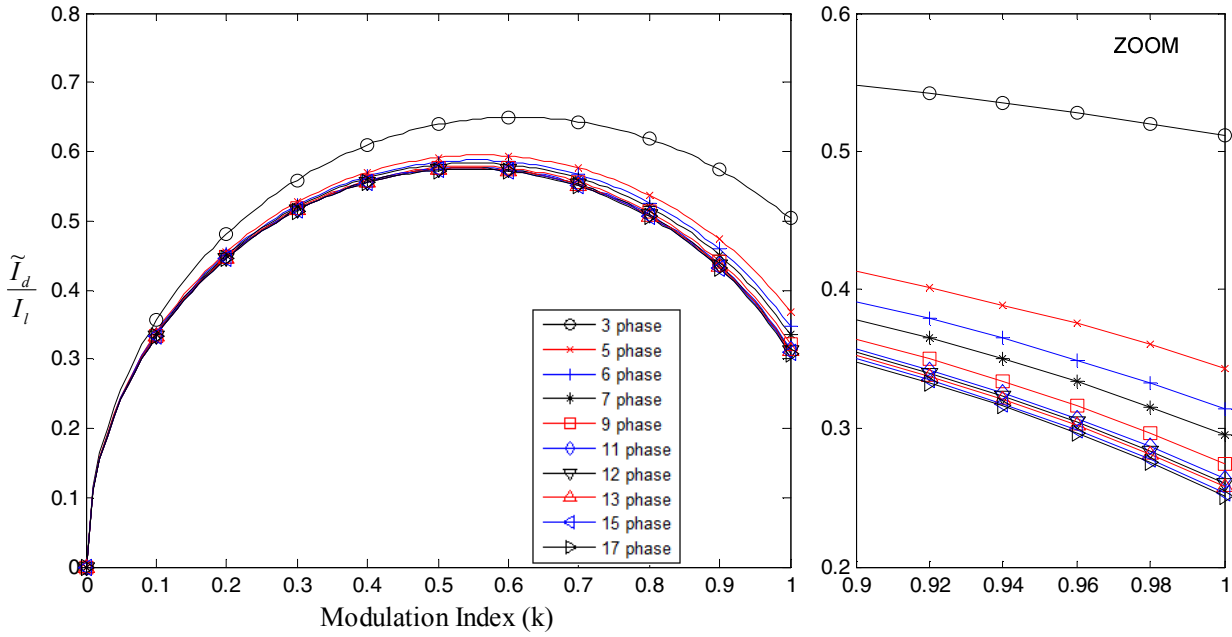 0.8
0.7
0.6
0.5
0.4
0.3
0.2
0.1
0
Ĩ_d
I_l
0 0.1 0.2 0.3 0.4 0.5 0.6 0.7 0.8 0.9 1
Modulation Index (k)
3 phase
5 phase
6 phase
7 phase
9 phase
11 phase
12 phase
13 phase
15 phase
17 phase
ZOOM
0.6
0.5
0.4
0.3
0.2
0.9 0.92 0.94 0.96 0.98 1